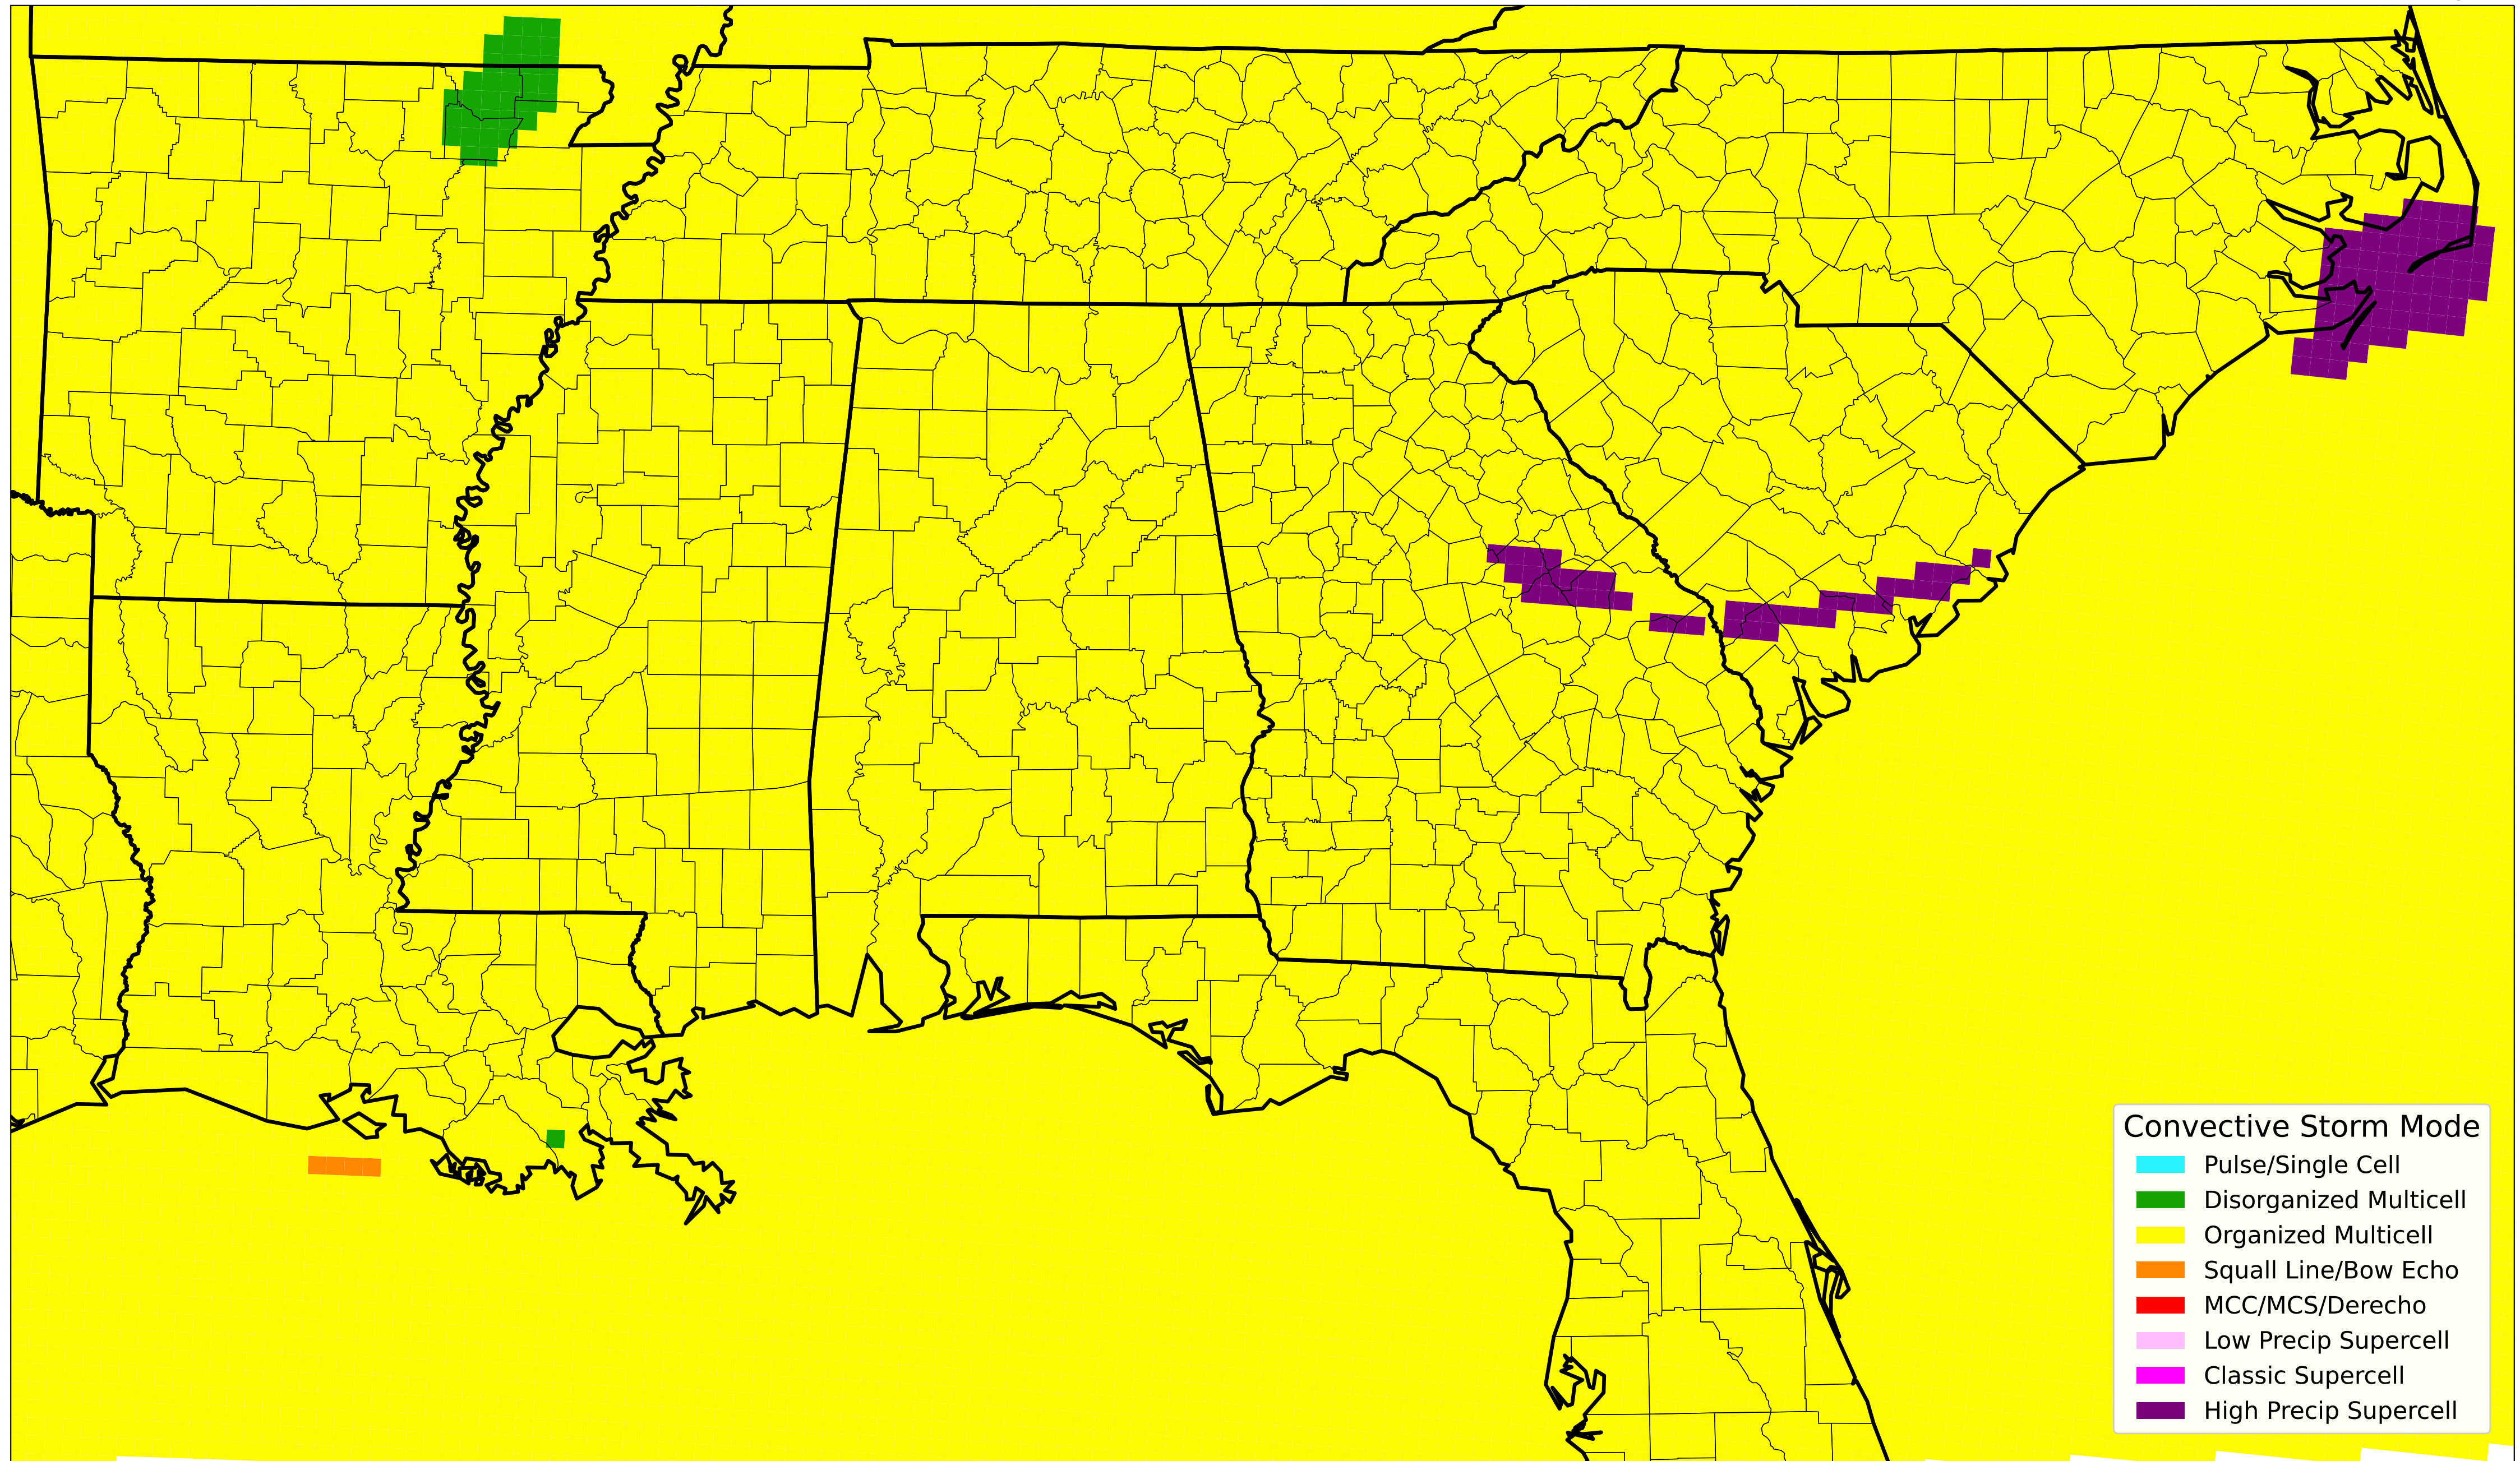 Convective Storm Mode
Pulse/Single Cell
Disorganized Multicell
Organized Multicell
Squall Line/Bow Echo
MCC/MCS/Derecho
Low Precip Supercell
Classic Supercell
High Precip Supercell